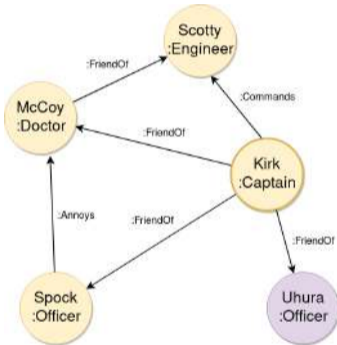 Scotty
:Engineer
:FriendOf
McCoy
:Doctor
:Commands
:FriendOf
Kirk
:Captain
:Annoys
:FriendOf
:FriendOf
Spock
:Officer
Uhura
:Officer